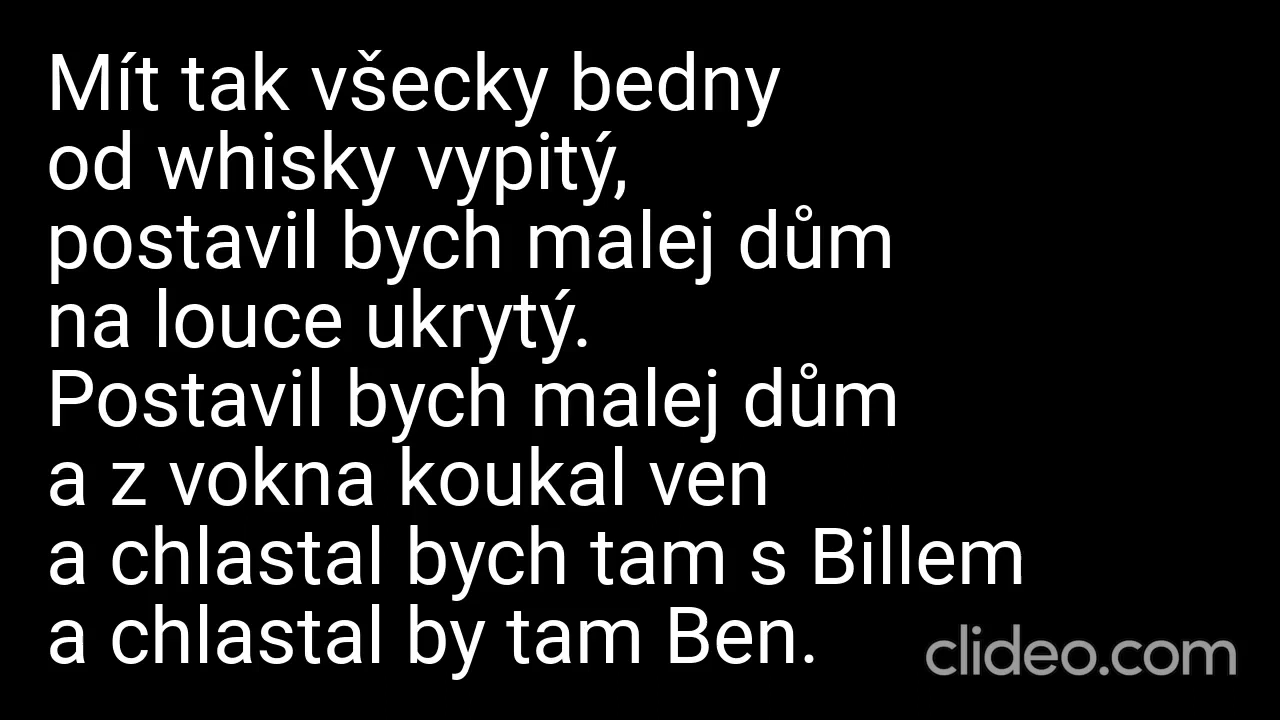 Mít tak všecky bedny
od whisky vypitý,
postavil bych malej dům
na louce ukrytý.
Postavil bych malej dům
a z vokna koukal ven
a chlastal bych tam s Billem
a chlastal by tam Ben.
clideo.com